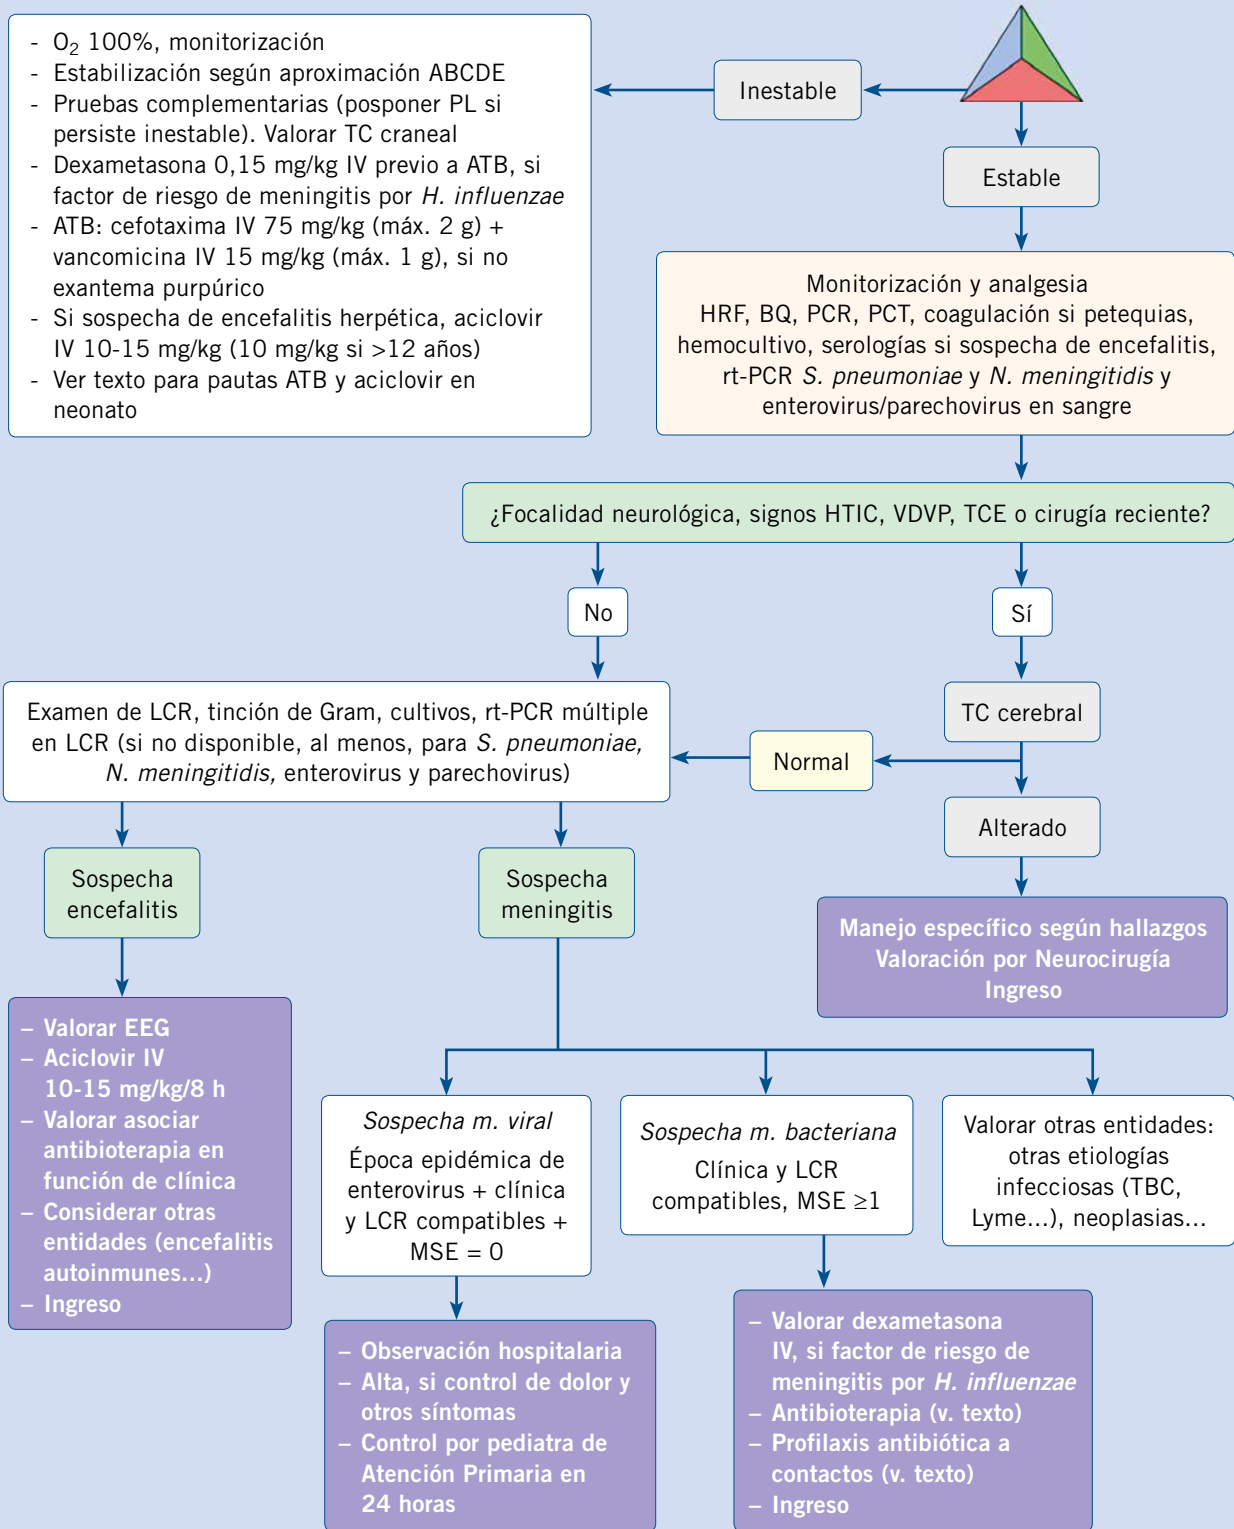 - O₂ 100%, monitorización
- Estabilización según aproximación ABCDE
- Pruebas complementarias (posponer PL si
persiste inestable). Valorar TC craneal
- Dexametasona 0,15 mg/kg IV previo a ATB, si
factor de riesgo de meningitis por H. influenzae
- ATB: cefotaxima IV 75 mg/kg (máx. 2 g) +
vancomicina IV 15 mg/kg (máx. 1 g), si no
exantema purpúrico
- Si sospecha de encefalitis herpética, aciclovir
IV 10-15 mg/kg (10 mg/kg si >12 años)
- Ver texto para pautas ATB y aciclovir en
neonato
Inestable
Estable
Monitorización y analgesia
HRF, BQ, PCR, PCT, coagulación si petequias,
hemocultivo, serologías si sospecha de encefalitis,
rt-PCR S. pneumoniae y N. meningitidis y
enterovirus/parechovirus en sangre
¿Focalidad neurológica, signos HTIC, VDVP, TCE o cirugía reciente?
No
Sí
Examen de LCR, tinción de Gram, cultivos, rt-PCR múltiple
en LCR (si no disponible, al menos, para S. pneumoniae,
N. meningitidis, enterovirus y parechovirus)
TC cerebral
Normal
Alterado
Manejo específico según hallazgos
Valoración por Neurocirugía
Ingreso
Sospecha
encefalitis
Sospecha
meningitis
– Valorar EEG
– Aciclovir IV
10-15 mg/kg/8 h
– Valorar asociar
antibioterapia en
función de clínica
– Considerar otras
entidades (encefalitis
autoinmunes...)
– Ingreso
Sospecha m. viral
Época epidémica de
enterovirus + clínica
y LCR compatibles +
MSE = 0
Sospecha m. bacteriana
Clínica y LCR
compatibles, MSE ≥1
Valorar otras entidades:
otras etiologías
infecciosas (TBC,
Lyme...), neoplasias...
– Observación hospitalaria
– Alta, si control de dolor y
otros síntomas
– Control por pediatra de
Atención Primaria en
24 horas
– Valorar dexametasona
IV, si factor de riesgo de
meningitis por H. influenzae
– Antibioterapia (v. texto)
– Profilaxis antibiótica a
contactos (v. texto)
– Ingreso